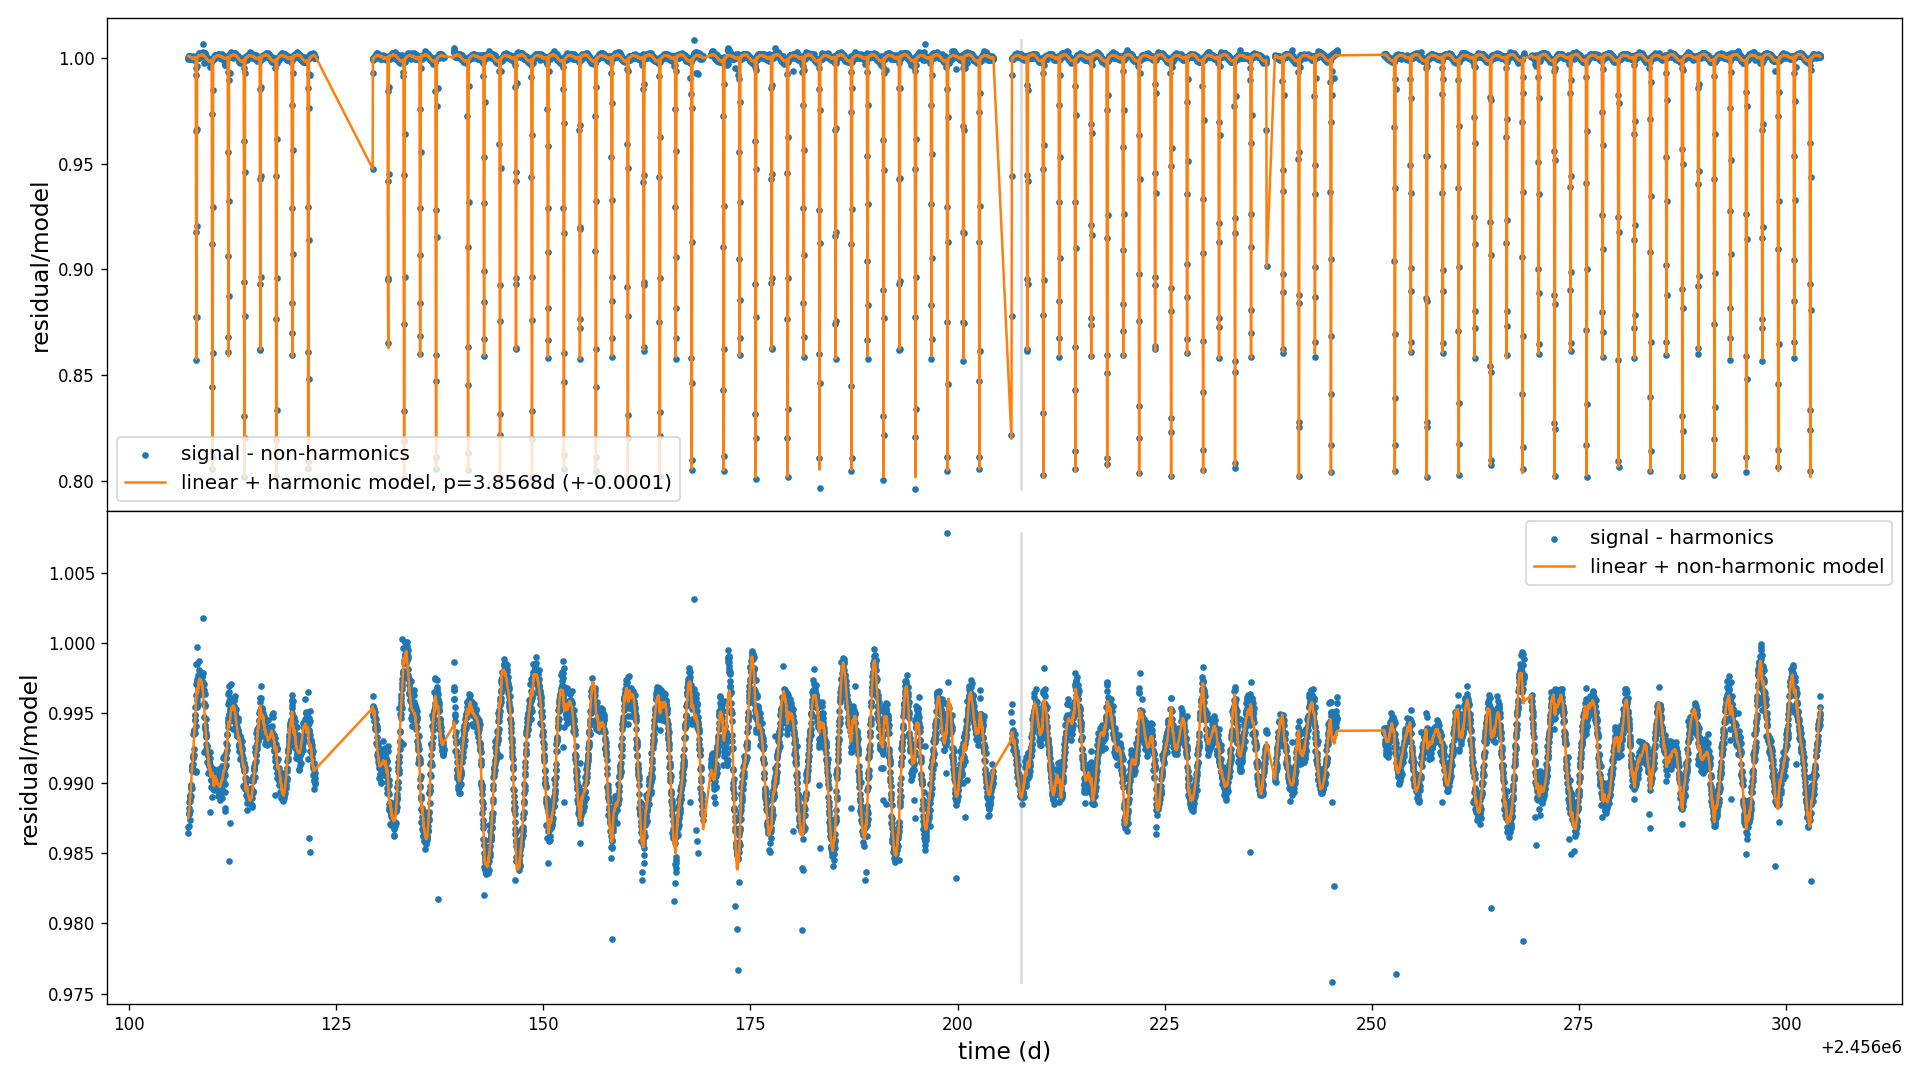 1.00
0.95
0.90
0.85
0.80
residual/model
signal - non-harmonics
linear + harmonic model, p=3.8568d (+-0.0001)
1.005
1.000
0.995
0.990
0.985
0.980
0.975
residual/model
signal - harmonics
linear + non-harmonic model
100 125 150 175 200 225 250 275 300
time (d)
+2.456e6